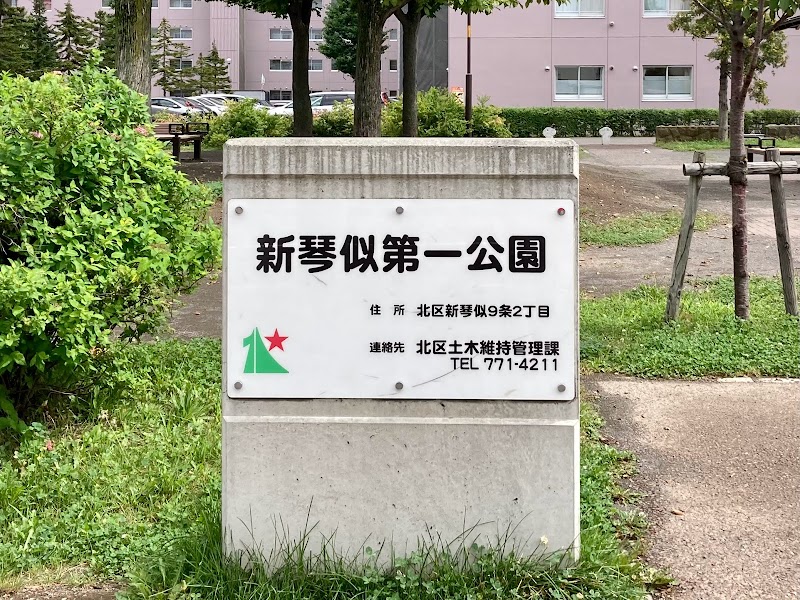 新琴似第一公園
住所 北区新琴似9条2丁目
連絡先 北区土木維持管理課
TEL 771-4211